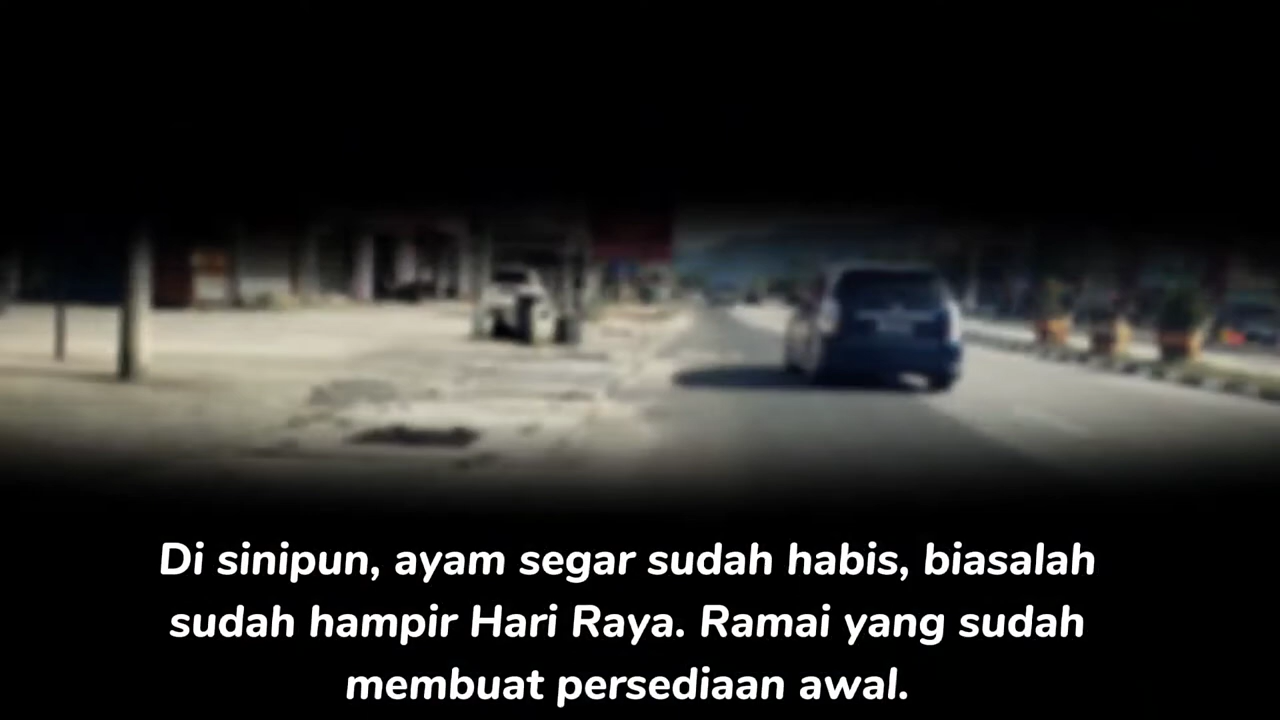 Di sinipun, ayam segar sudah habis, biasalah
sudah hampir Hari Raya. Ramai yang sudah
membuat persediaan awal.